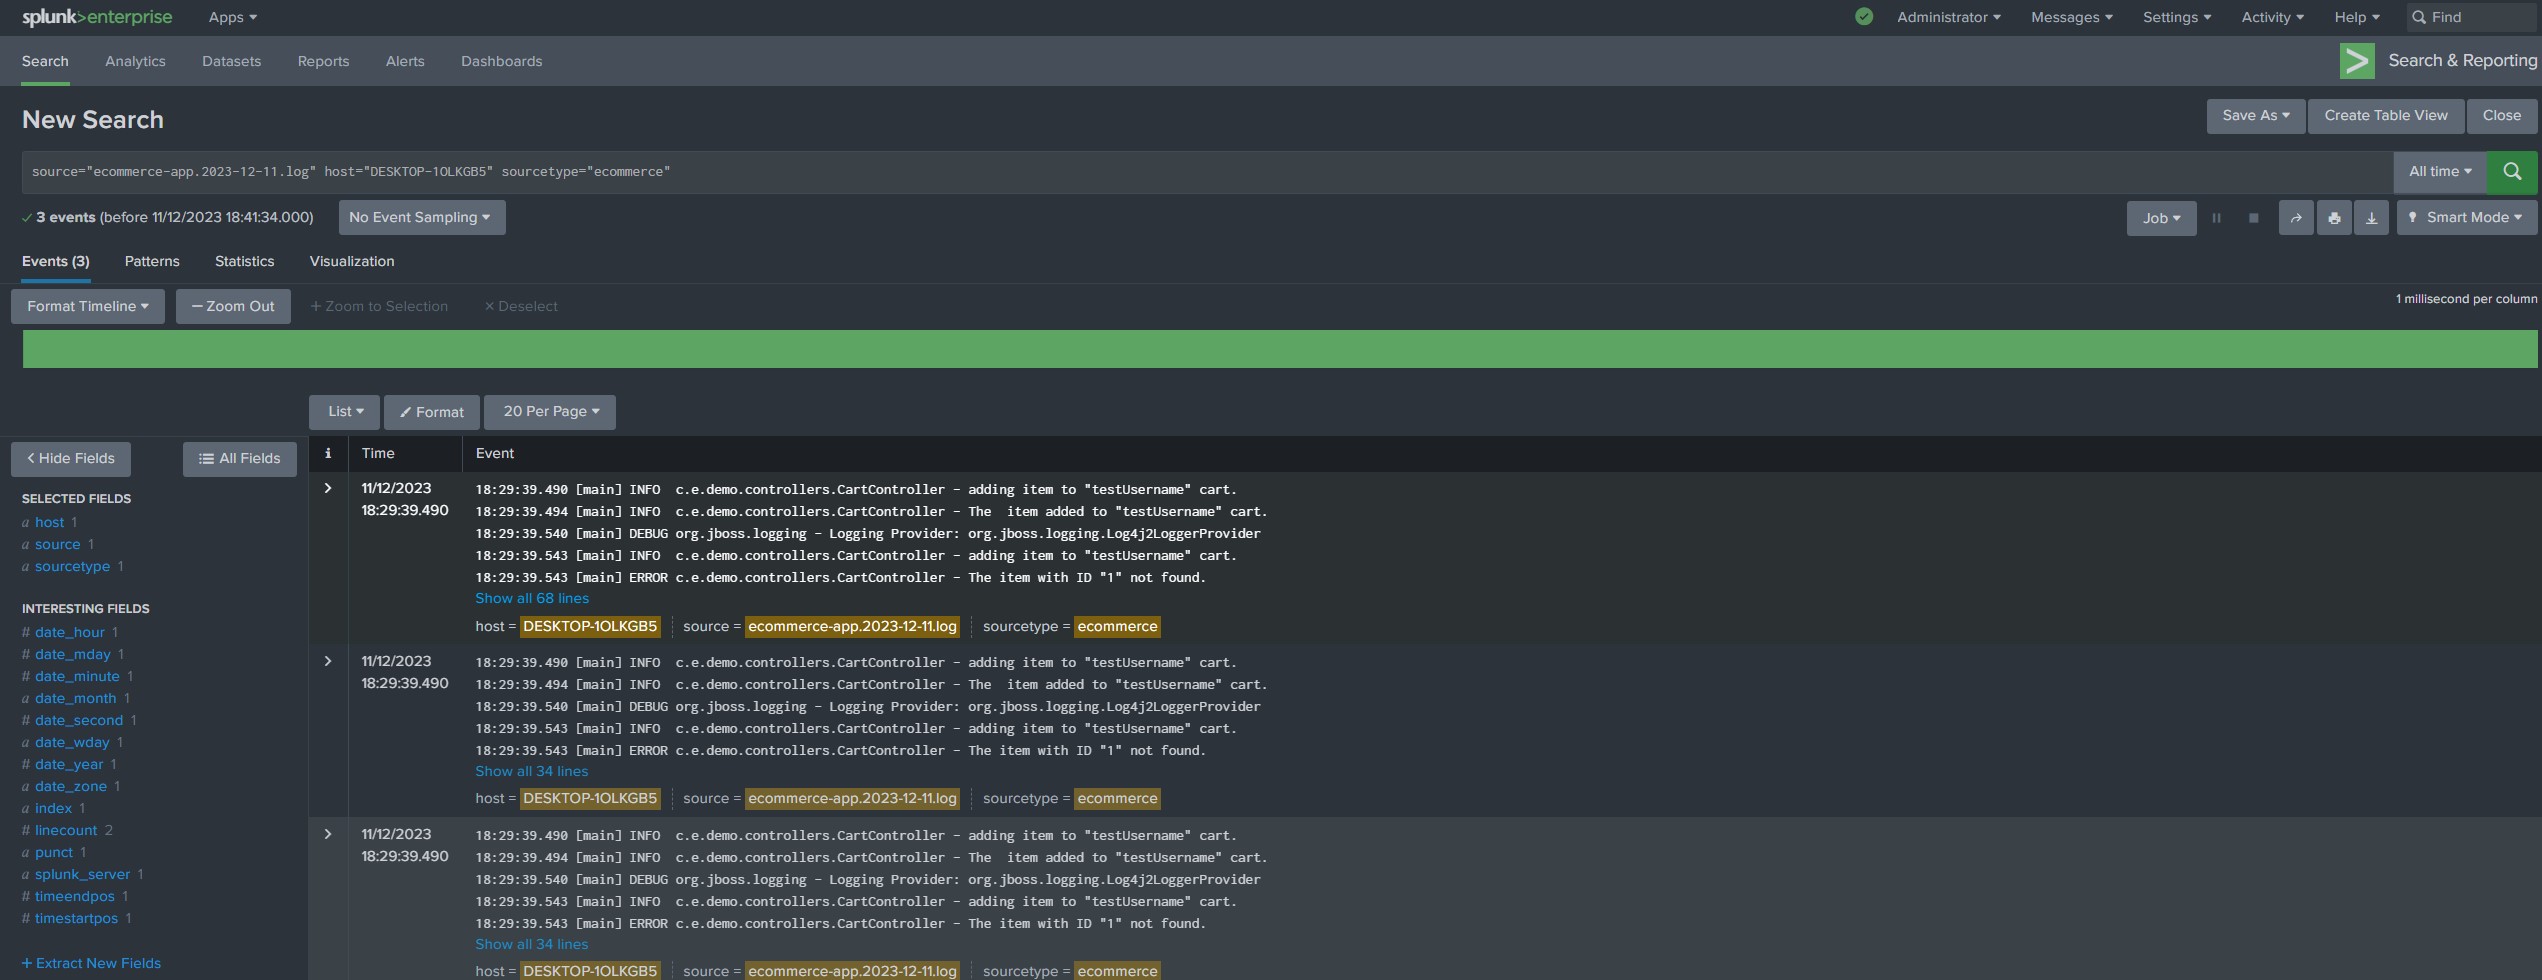 splunk>enterprise Apps Administrator Messages Settings Activity Help Find
Search Analytics Datasets Reports Alerts Dashboards Search & Reporting
New Search Save As Create Table View Close
source="ecommerce-app.2023-12-11.log" host="DESKTOP-1OLKGB5" sourcetype="ecommerce" All time
3 events (before 11/12/2023 18:41:34.000) No Event Sampling Job Smart Mode
Events (3) Patterns Statistics Visualization
Format Timeline — Zoom Out + Zoom to Selection × Deselect 1 millisecond per column
List Format 20 Per Page
< Hide Fields All Fields
SELECTED FIELDS
a host 1
a source 1
a sourcetype 1
INTERESTING FIELDS
# date_hour 1
# date_mday 1
# date_minute 1
a date_month 1
# date_second 1
a date_wday 1
# date_year 1
a date_zone 1
a index 1
# linecount 2
a punct 1
a splunk_server 1
# timeendpos 1
# timestartpos 1
+ Extract New Fields
i Time Event
> 11/12/2023
18:29:39.490
18:29:39.490 [main] INFO  c.e.demo.controllers.CartController - adding item to "testUsername" cart.
18:29:39.494 [main] INFO  c.e.demo.controllers.CartController - The  item added to "testUsername" cart.
18:29:39.540 [main] DEBUG org.jboss.logging - Logging Provider: org.jboss.logging.Log4j2LoggerProvider
18:29:39.543 [main] INFO  c.e.demo.controllers.CartController - adding item to "testUsername" cart.
18:29:39.543 [main] ERROR c.e.demo.controllers.CartController - The item with ID "1" not found.
Show all 68 lines
host = DESKTOP-1OLKGB5 source = ecommerce-app.2023-12-11.log sourcetype = ecommerce
> 11/12/2023
18:29:39.490
18:29:39.490 [main] INFO  c.e.demo.controllers.CartController - adding item to "testUsername" cart.
18:29:39.494 [main] INFO  c.e.demo.controllers.CartController - The  item added to "testUsername" cart.
18:29:39.540 [main] DEBUG org.jboss.logging - Logging Provider: org.jboss.logging.Log4j2LoggerProvider
18:29:39.543 [main] INFO  c.e.demo.controllers.CartController - adding item to "testUsername" cart.
18:29:39.543 [main] ERROR c.e.demo.controllers.CartController - The item with ID "1" not found.
Show all 34 lines
host = DESKTOP-1OLKGB5 source = ecommerce-app.2023-12-11.log sourcetype = ecommerce
> 11/12/2023
18:29:39.490
18:29:39.490 [main] INFO  c.e.demo.controllers.CartController - adding item to "testUsername" cart.
18:29:39.494 [main] INFO  c.e.demo.controllers.CartController - The  item added to "testUsername" cart.
18:29:39.540 [main] DEBUG org.jboss.logging - Logging Provider: org.jboss.logging.Log4j2LoggerProvider
18:29:39.543 [main] INFO  c.e.demo.controllers.CartController - adding item to "testUsername" cart.
18:29:39.543 [main] ERROR c.e.demo.controllers.CartController - The item with ID "1" not found.
Show all 34 lines
host = DESKTOP-1OLKGB5 source = ecommerce-app.2023-12-11.log sourcetype = ecommerce